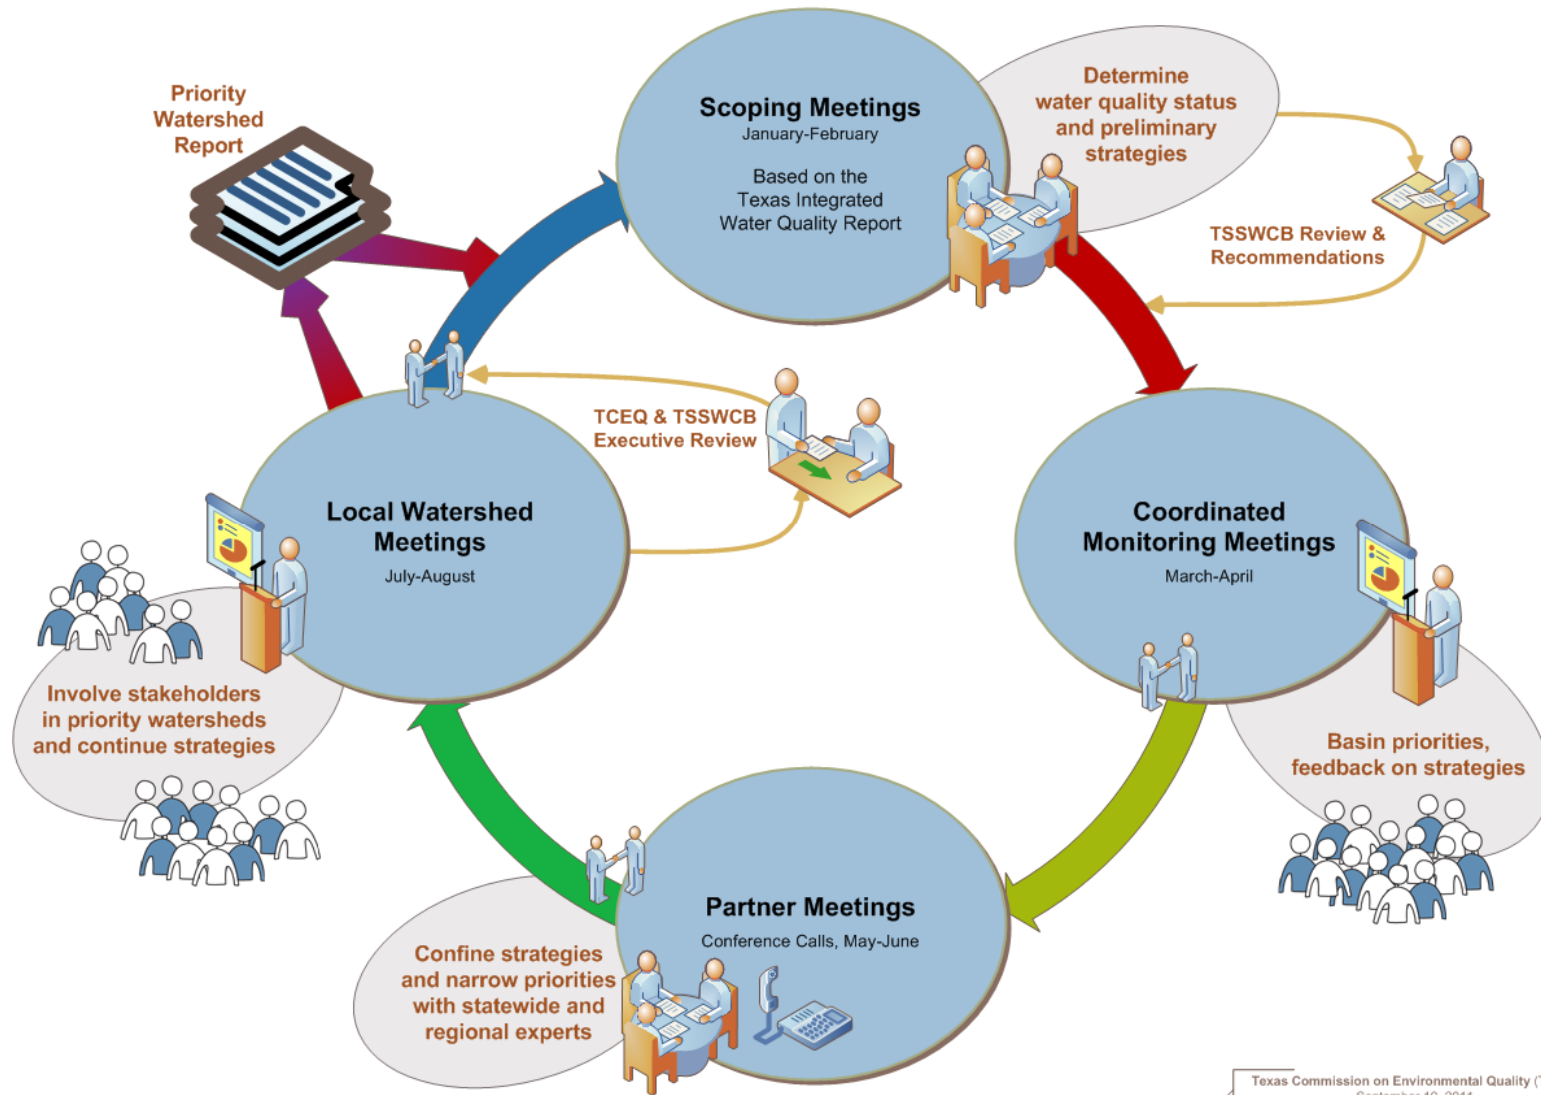 Priority
Watershed
Report
Scoping Meetings
January-February
Based on the
Texas Integrated
Water Quality Report
Determine
water quality status
and preliminary
strategies
TSSWCB Review &
Recommendations
TCEQ & TSSWCB
Executive Review
Local Watershed
Meetings
July-August
Coordinated
Monitoring Meetings
March-April
Involve stakeholders
in priority watersheds
and continue strategies
Basin priorities,
feedback on strategies
Partner Meetings
Conference Calls, May-June
Confine strategies
and narrow priorities
with statewide and
regional experts
Texas Commission on Environmental Quality